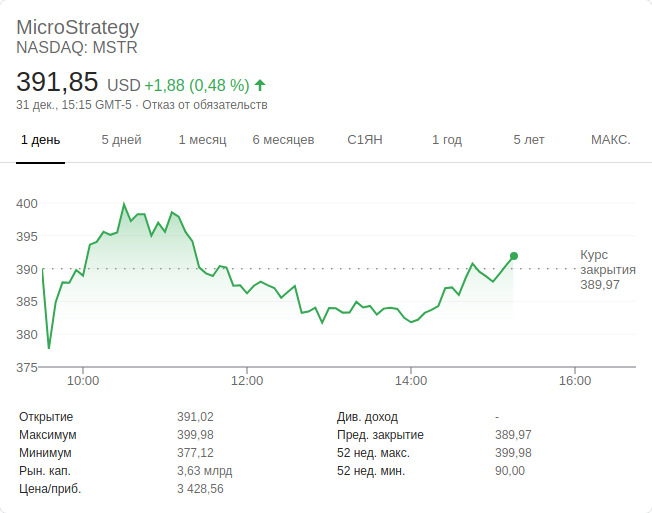 MicroStrategy
NASDAQ: MSTR
391,85 USD +1,88 (0,48 %)
31 дек., 15:15 GMT-5 · Отказ от обязательств
1 день 5 дней 1 месяц 6 месяцев С1ЯН 1 год 5 лет МАКС.
400
395
390
385
380
375
Курс
закрытия
389,97
10:00 12:00 14:00 16:00
Открытие 391,02 Див. доход -
Максимум 399,98 Пред. закрытие 389,97
Минимум 377,12 52 нед. макс. 399,98
Рын. кап. 3,63 млрд 52 нед. мин. 90,00
Цена/приб. 3 428,56